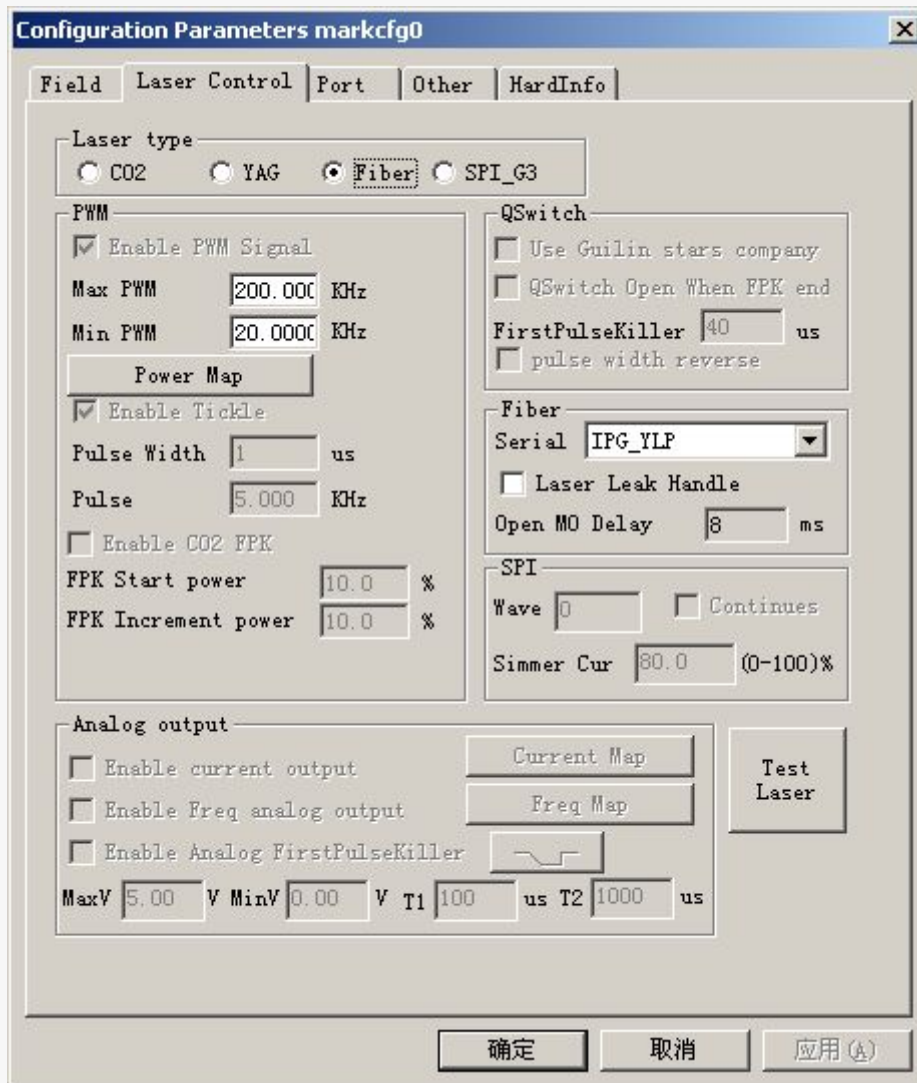 Configuration Parameters markcfg0
Field Laser Control Port Other HardInfo
Laser type
CO2 YAG Fiber SPI_G3
PWM
Enable PWM Signal
Max PWM 200.000 KHz
Min PWM 20.0000 KHz
Power Map
Enable Tickle
Pulse Width 1 us
Pulse 5.000 KHz
Enable CO2 FPK
FPK Start power 10.0 %
FPK Increment power 10.0 %
QSwitch
Use Guilin stars company
QSwitch Open When FPK end
FirstPulseKiller 40 us
pulse width reverse
Fiber
Serial IPG_YLP
Laser Leak Handle
Open MO Delay 8 ms
SPI
Wave 0 Continues
Simmer Cur 80.0 (0-100)%
Analog output
Enable current output Current Map
Enable Freq analog output Freq Map
Enable Analog FirstPulseKiller
MaxV 5.00 V MinV 0.00 V T1 100 us T2 1000 us
Test
Laser
确定 取消 应用(A)